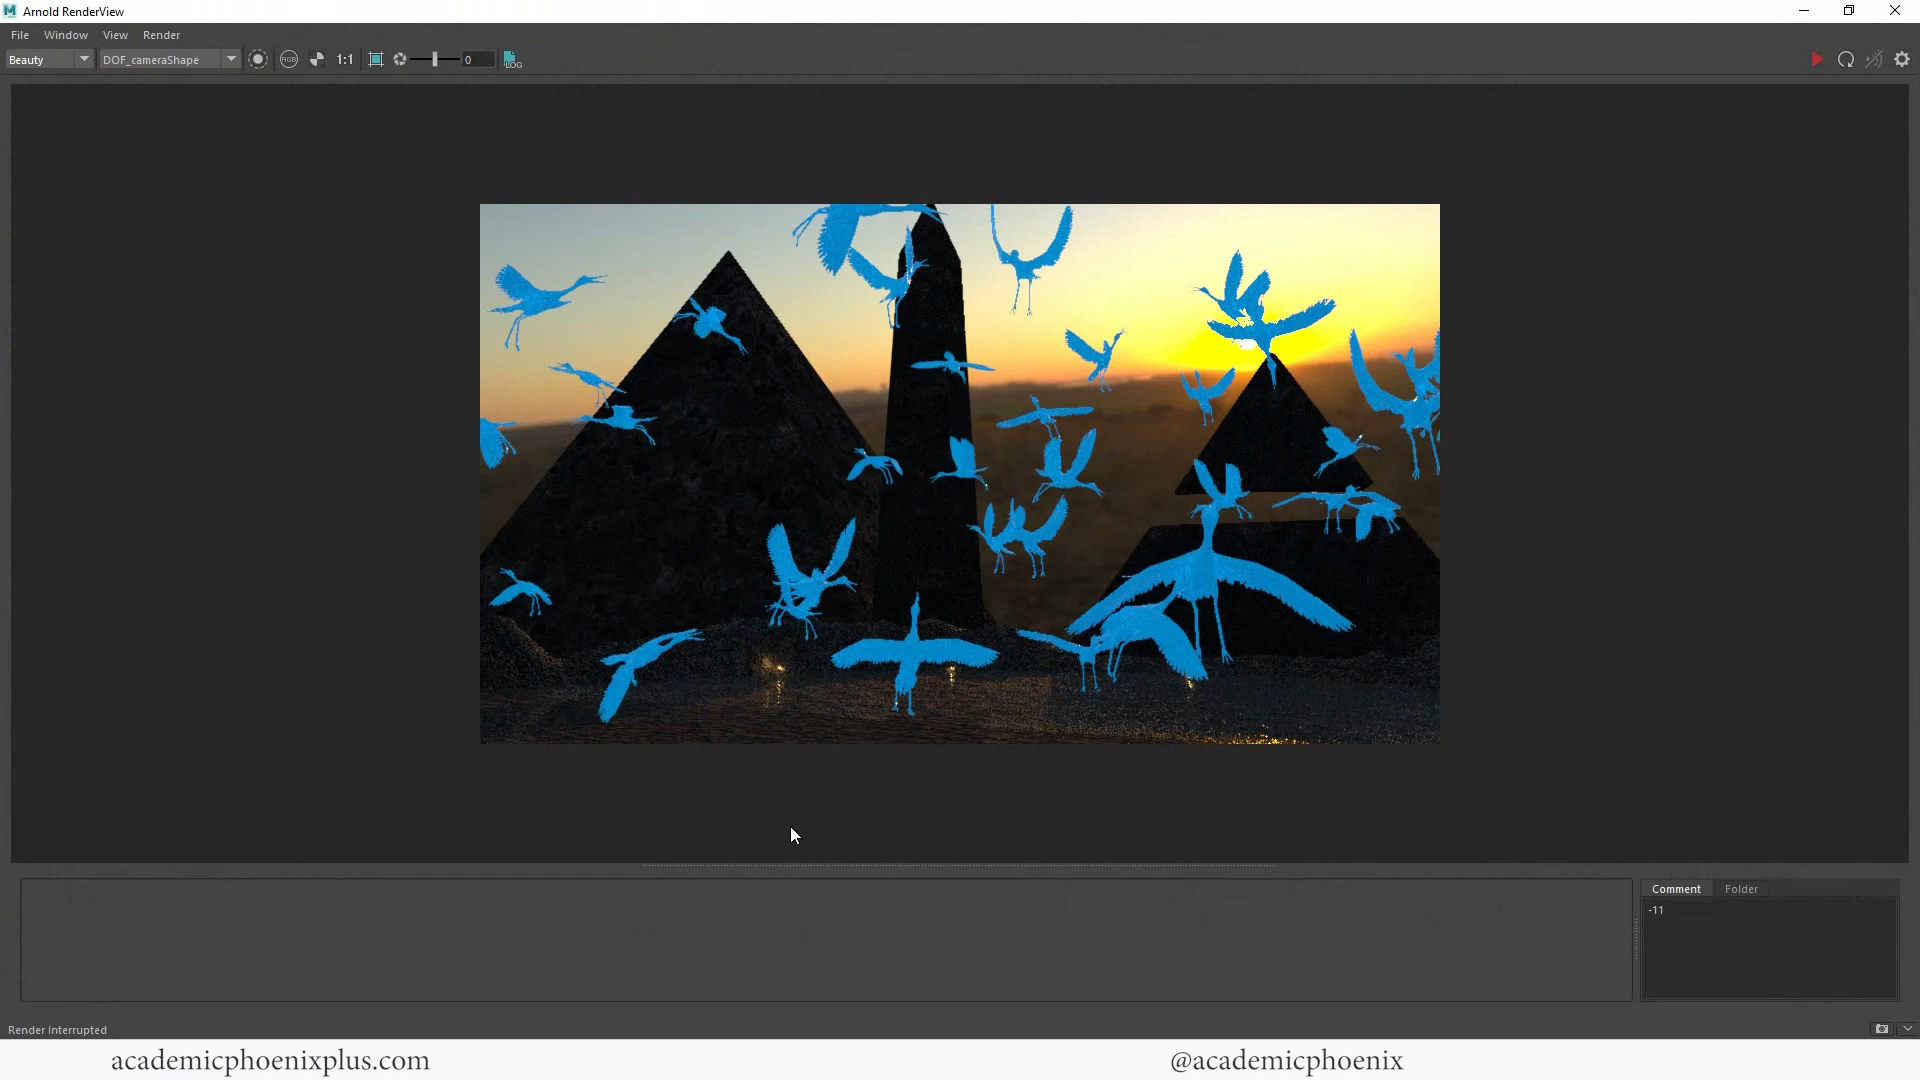 Arnold RenderView
File Window View Render
Beauty DOF_cameraShape RGB 1:1 0 LOG
Comment Folder
-11
Render Interrupted
academicphoenixplus.com @academicphoenix